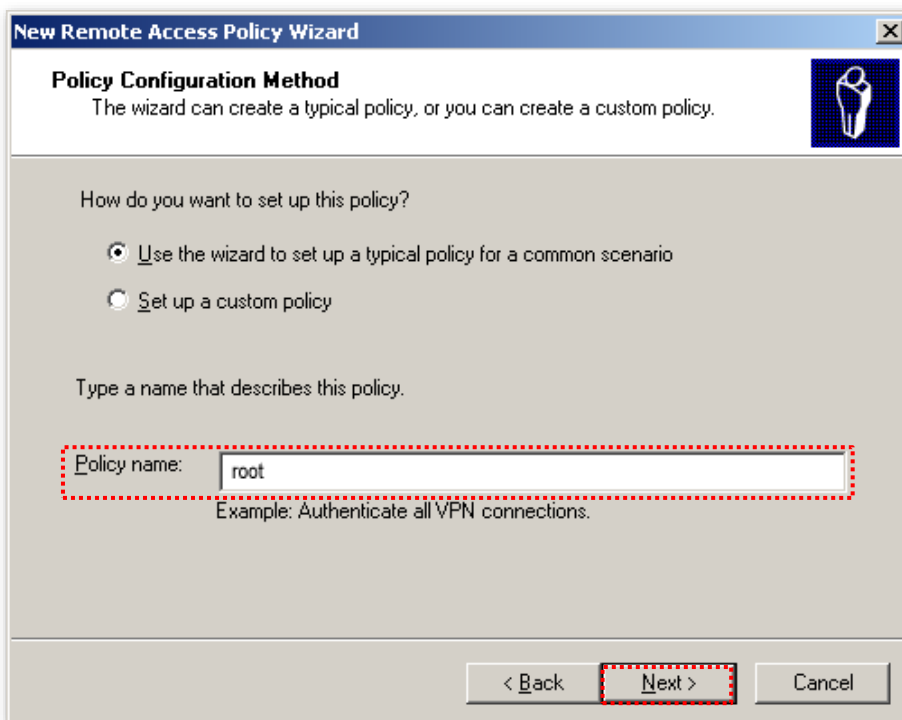 New Remote Access Policy Wizard
Policy Configuration Method
The wizard can create a typical policy, or you can create a custom policy.
How do you want to set up this policy?
Use the wizard to set up a typical policy for a common scenario
Set up a custom policy
Type a name that describes this policy.
Policy name: root
Example: Authenticate all VPN connections.
< Back Next > Cancel